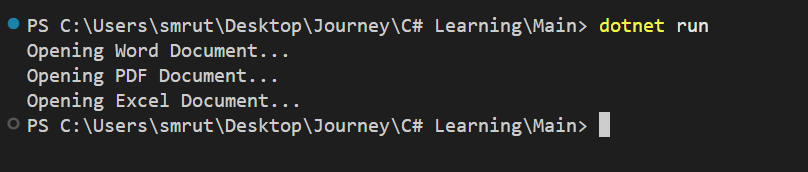 PS C:\Users\smrut\Desktop\Journey\C# Learning\Main> dotnet run
Opening Word Document...
Opening PDF Document...
Opening Excel Document...
PS C:\Users\smrut\Desktop\Journey\C# Learning\Main>